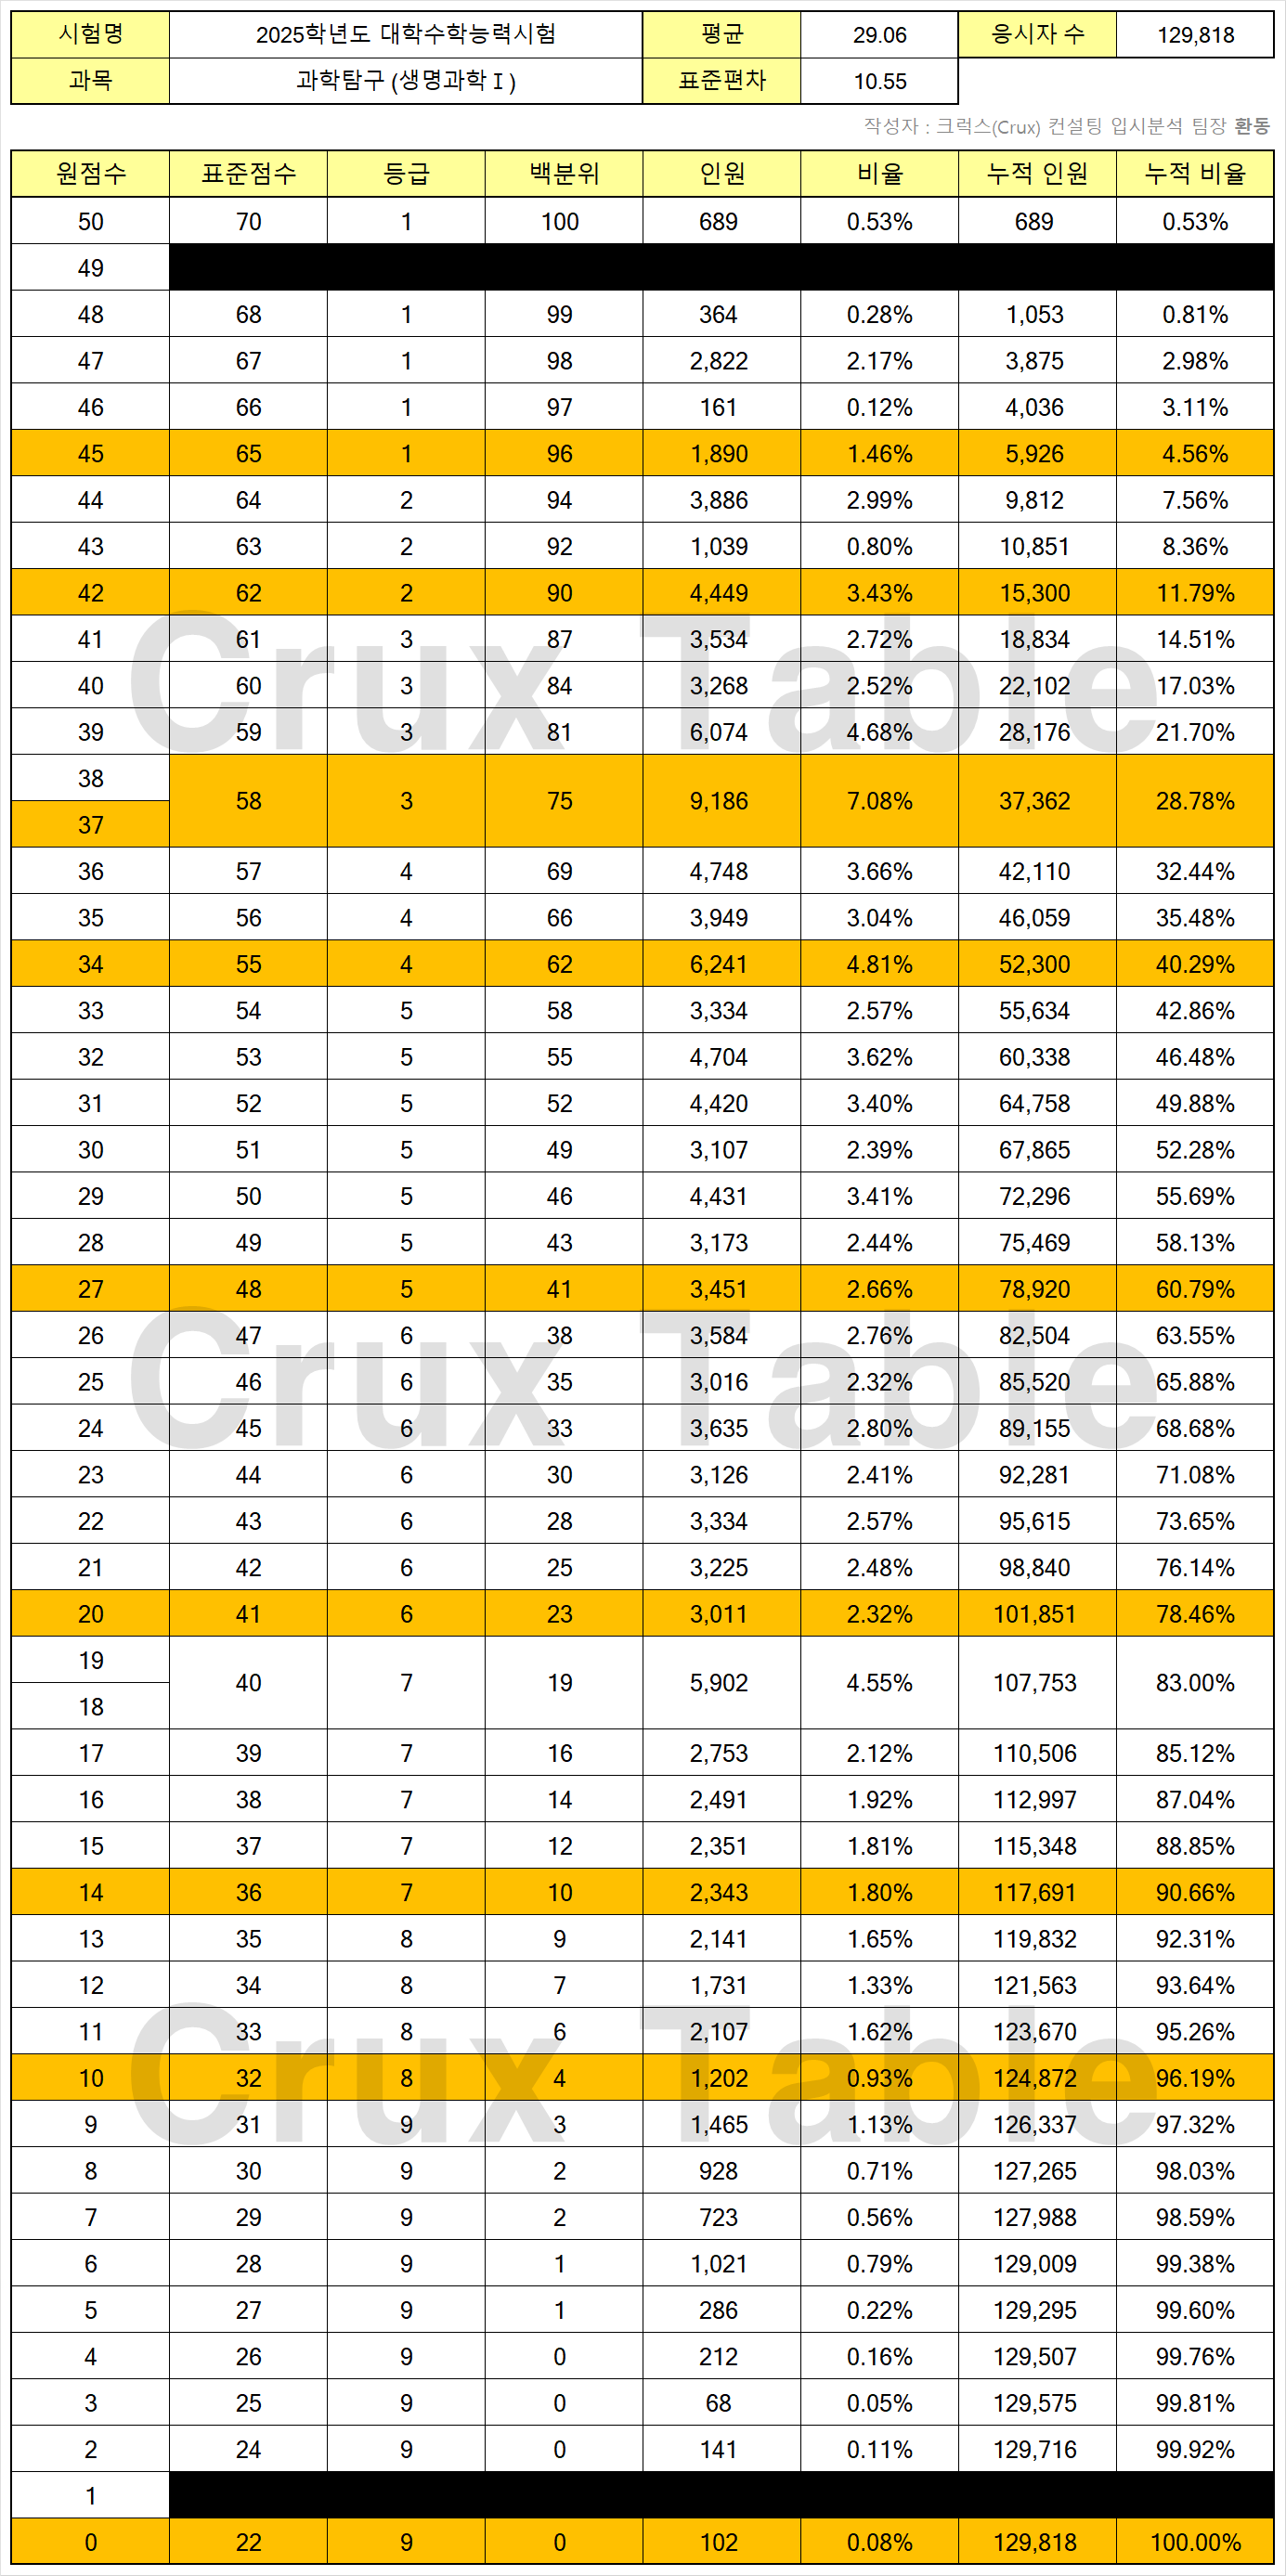 시험명 2025학년도 대학수학능력시험 평균 29.06 응시자 수 129,818
과목 과학탐구 (생명과학 I ) 표준편차 10.55
작성자 : 크럭스(Crux) 컨설팅 입시분석 팀장 환동
원점수 표준점수 등급 백분위 인원 비율 누적 인원 누적 비율
50 70 1 100 689 0.53% 689 0.53%
49
48 68 1 99 364 0.28% 1,053 0.81%
47 67 1 98 2,822 2.17% 3,875 2.98%
46 66 1 97 161 0.12% 4,036 3.11%
45 65 1 96 1,890 1.46% 5,926 4.56%
44 64 2 94 3,886 2.99% 9,812 7.56%
43 63 2 92 1,039 0.80% 10,851 8.36%
42 62 2 90 4,449 3.43% 15,300 11.79%
41 61 3 87 3,534 2.72% 18,834 14.51%
Crux Table
40 60 3 84 3,268 2.52% 22,102 17.03%
39 59 3 81 6,074 4.68% 28,176 21.70%
38
58 3 75 9,186 7.08% 37,362 28.78%
37
36 57 4 69 4,748 3.66% 42,110 32.44%
35 56 4 66 3,949 3.04% 46,059 35.48%
34 55 4 62 6,241 4.81% 52,300 40.29%
33 54 5 58 3,334 2.57% 55,634 42.86%
32 53 5 55 4,704 3.62% 60,338 46.48%
31 52 5 52 4,420 3.40% 64,758 49.88%
30 51 5 49 3,107 2.39% 67,865 52.28%
29 50 5 46 4,431 3.41% 72,296 55.69%
28 49 5 43 3,173 2.44% 75,469 58.13%
27 48 5 41 3,451 2.66% 78,920 60.79%
26 47 6 38 3,584 2.76% 82,504 63.55%
Crux Table
25 46 6 35 3,016 2.32% 85,520 65.88%
24 45 6 33 3,635 2.80% 89,155 68.68%
23 44 6 30 3,126 2.41% 92,281 71.08%
22 43 6 28 3,334 2.57% 95,615 73.65%
21 42 6 25 3,225 2.48% 98,840 76.14%
20 41 6 23 3,011 2.32% 101,851 78.46%
19
40 7 19 5,902 4.55% 107,753 83.00%
18
17 39 7 16 2,753 2.12% 110,506 85.12%
16 38 7 14 2,491 1.92% 112,997 87.04%
15 37 7 12 2,351 1.81% 115,348 88.85%
14 36 7 10 2,343 1.80% 117,691 90.66%
13 35 8 9 2,141 1.65% 119,832 92.31%
12 34 8 7 1,731 1.33% 121,563 93.64%
11 33 8 6 2,107 1.62% 123,670 95.26%
Crux Table
10 32 8 4 1,202 0.93% 124,872 96.19%
9 31 9 3 1,465 1.13% 126,337 97.32%
8 30 9 2 928 0.71% 127,265 98.03%
7 29 9 2 723 0.56% 127,988 98.59%
6 28 9 1 1,021 0.79% 129,009 99.38%
5 27 9 1 286 0.22% 129,295 99.60%
4 26 9 0 212 0.16% 129,507 99.76%
3 25 9 0 68 0.05% 129,575 99.81%
2 24 9 0 141 0.11% 129,716 99.92%
1
0 22 9 0 102 0.08% 129,818 100.00%